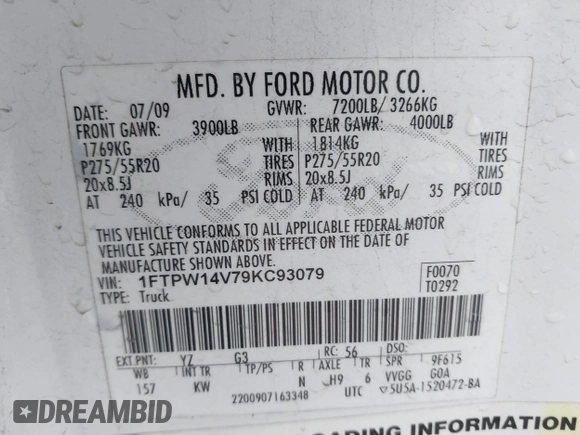 MFD. BY FORD MOTOR CO.
DATE: 07/09 GVWR: 7200LB/ 3266KG
FRONT GAWR: 3900LB REAR GAWR: 4000LB
1769KG WITH 1814KG WITH
P275/55R20 TIRES P275/55R20 TIRES
20x8.5J RIMS 20x8.5J RIMS
AT 240 kPa/ 35 PSI COLD AT 240 kPa/ 35 PSI COLD
Ford
THIS VEHICLE CONFORMS TO ALL APPLICABLE FEDERAL MOTOR
VEHICLE SAFETY STANDARDS IN EFFECT ON THE DATE OF
MANUFACTURE SHOWN ABOVE.
VIN: 1FTPW14V79KC93079 F0070
TYPE: Truck T0292
EXT PNT: YZ G3 RC: 56 DSO:
WB INT TR TP/PS R AXLE TR SPR 9F615
157 KW N H9 6 VVGG GOA
2200907163348 UTC ▽5U5A-1520472-BA
DREAMBID
LOADING INFORMATION